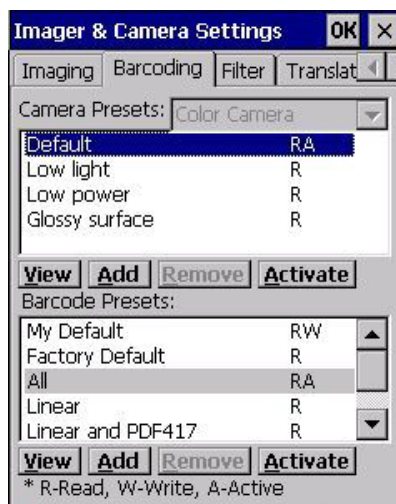 Imager & Camera Settings OK ×
Imaging Barcoding Filter Translat
Camera Presets: Color Camera
Default RA
Low light R
Low power R
Glossy surface R
View Add Remove Activate
Barcode Presets:
My Default RW
Factory Default R
All RA
Linear R
Linear and PDF417 R
View Add Remove Activate
* R-Read, W-Write, A-Active